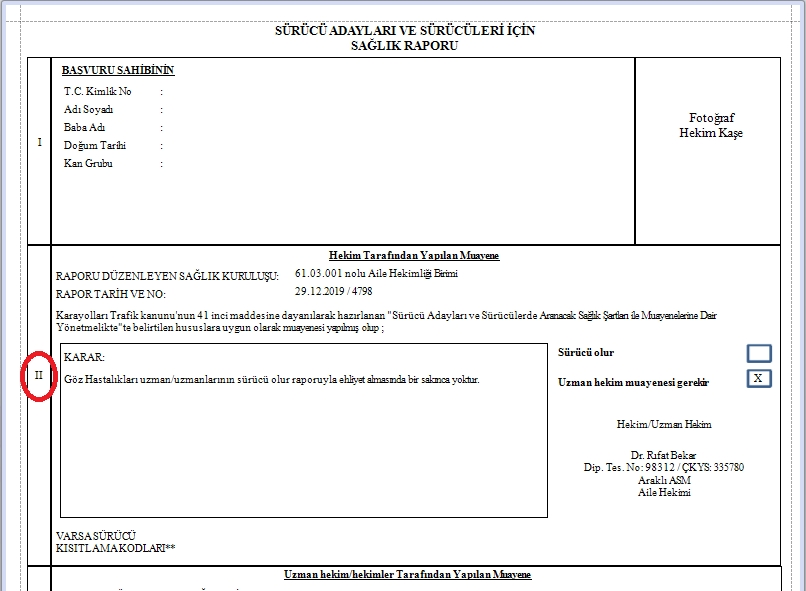 SÜRÜCÜ ADAYLARI VE SÜRÜCÜLERİ İÇİN
SAĞLIK RAPORU
I
BAŞVURU SAHİBİNİN
T.C. Kimlik No :
Adı Soyadı :
Baba Adı :
Doğum Tarihi :
Kan Grubu :
Fotoğraf
Hekim Kaşe
II
Hekim Tarafından Yapılan Muayene
RAPORU DÜZENLEYEN SAĞLIK KURULUŞU: 61.03.001 nolu Aile Hekimliği Birimi
RAPOR TARİH VE NO: 29.12.2019 / 4798
Karayolları Trafik kanunu'nun 41 inci maddesine dayanılarak hazırlanan "Sürücü Adayları ve Sürücülerde Aranacak Sağlık Şartları ile Muayenelerine Dair
Yönetmelikte"te belirtilen hususlara uygun olarak muayenesi yapılmış olup ;
KARAR:
Göz Hastalıkları uzman/uzmanlarının sürücü olur raporuyla ehliyet almasında bir sakınca yoktur.
Sürücü olur
Uzman hekim muayenesi gerekir X
Hekim/Uzman Hekim
Dr. Rıfat Bekar
Dip. Tes. No: 98312 / ÇKYS: 335780
Araklı ASM
Aile Hekimi
VARSA SÜRÜCÜ
KISITLAMA KODLARI**
Uzman hekim/hekimler Tarafından Yapılan Muayene